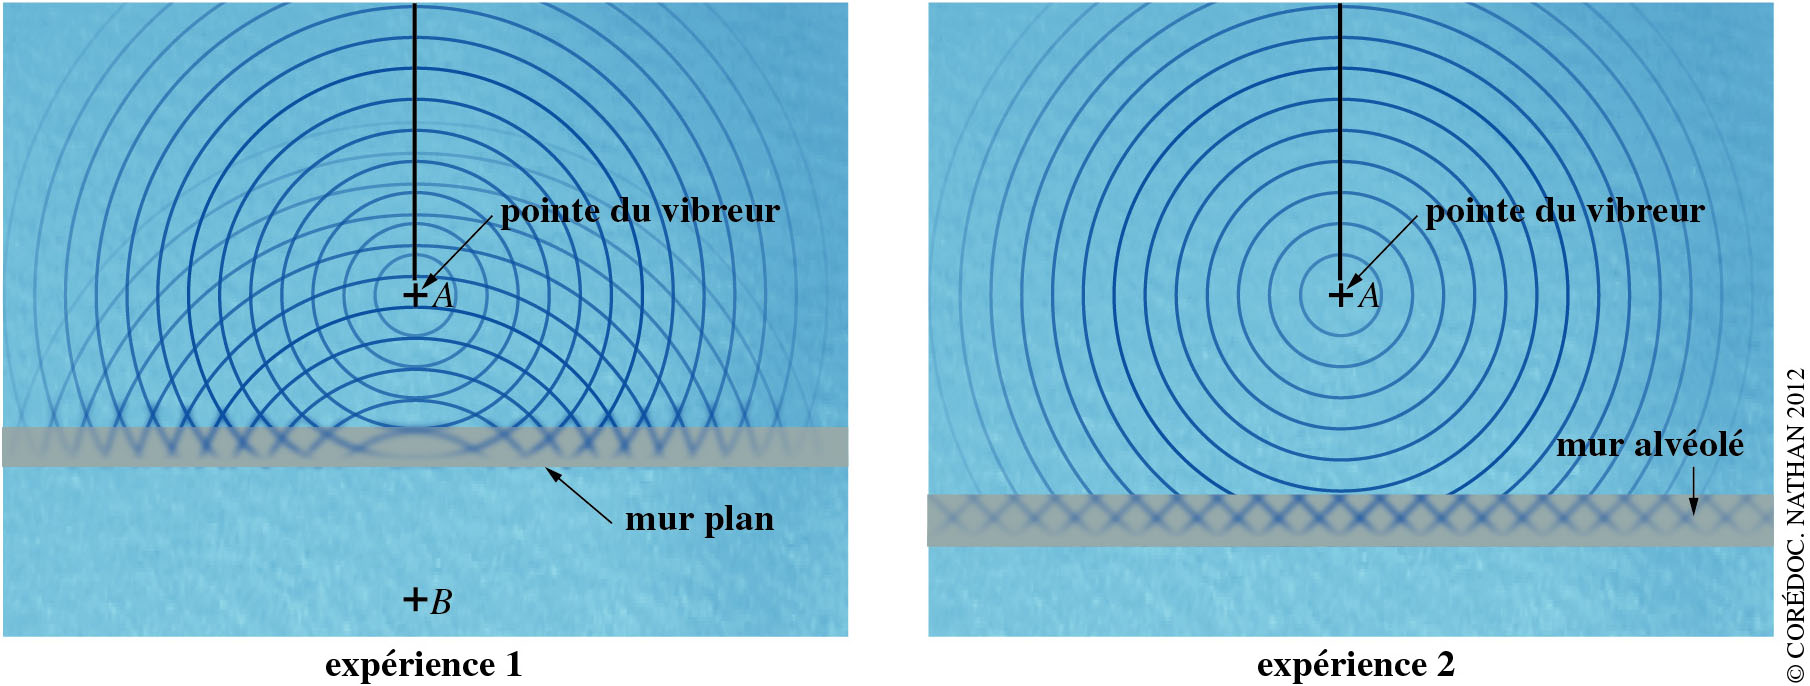 pointe du vibreur
A
mur plan
B
expérience 1
pointe du vibreur
A
mur alvéolé
expérience 2
© CORÉDOC. NATHAN 2012